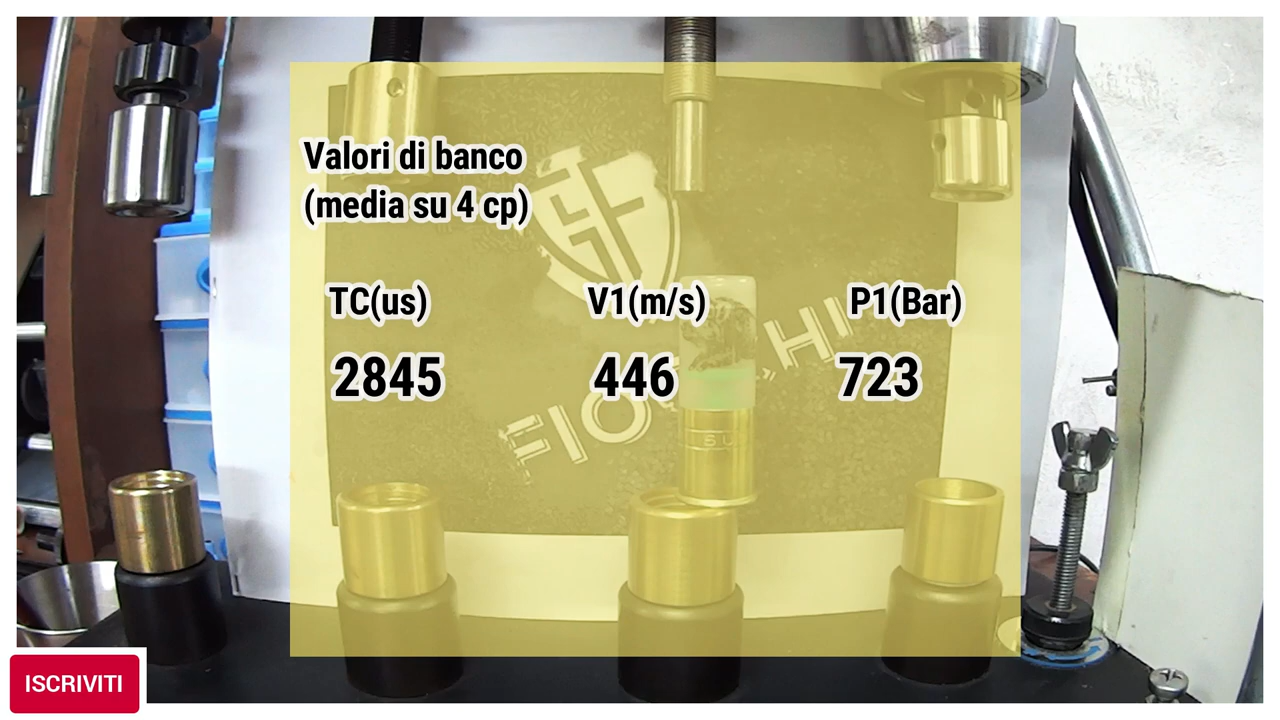 Valori di banco
(media su 4 cp)
TC(us) V1(m/s) P1(Bar)
2845 446 723
ISCRIVITI